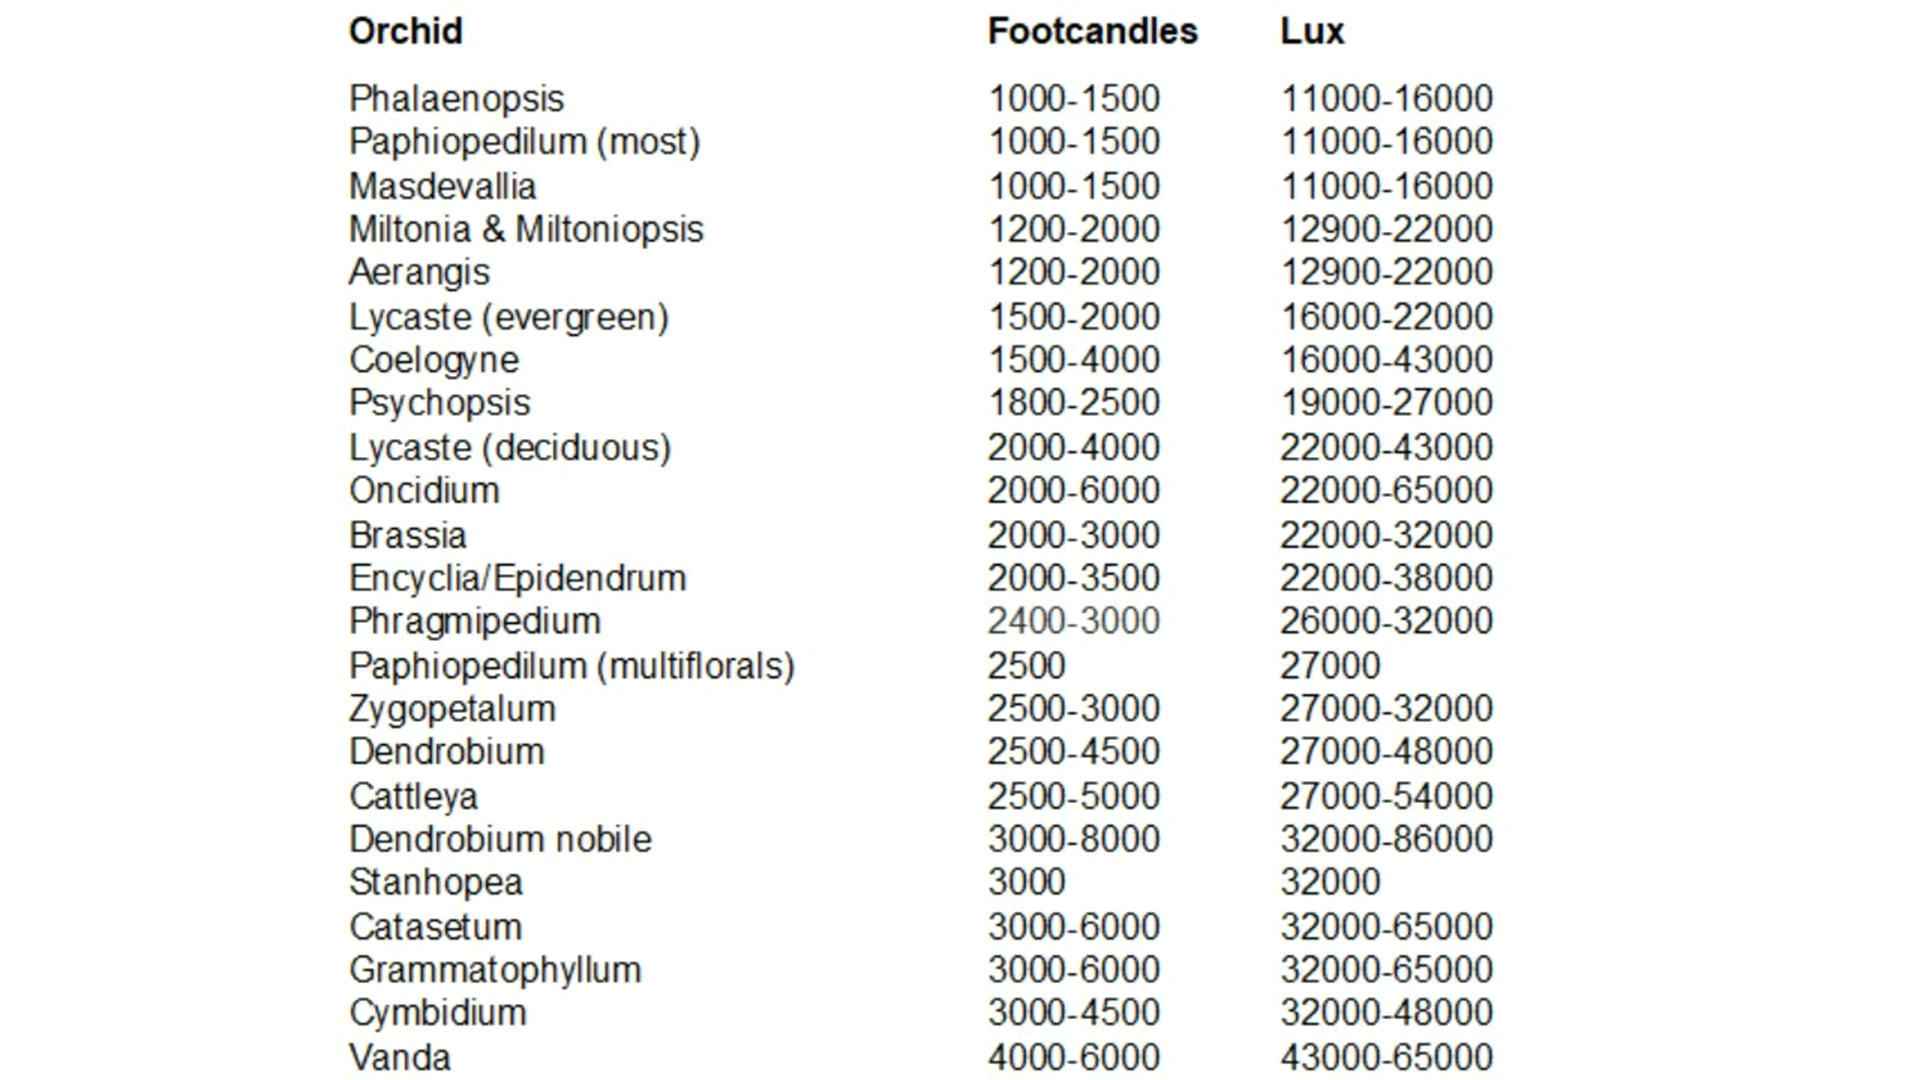 Orchid Footcandles Lux
Phalaenopsis 1000-1500 11000-16000
Paphiopedilum (most) 1000-1500 11000-16000
Masdevallia 1000-1500 11000-16000
Miltonia & Miltoniopsis 1200-2000 12900-22000
Aerangis 1200-2000 12900-22000
Lycaste (evergreen) 1500-2000 16000-22000
Coelogyne 1500-4000 16000-43000
Psychopsis 1800-2500 19000-27000
Lycaste (deciduous) 2000-4000 22000-43000
Oncidium 2000-6000 22000-65000
Brassia 2000-3000 22000-32000
Encyclia/Epidendrum 2000-3500 22000-38000
Phragmipedium 2400-3000 26000-32000
Paphiopedilum (multiflorals) 2500 27000
Zygopetalum 2500-3000 27000-32000
Dendrobium 2500-4500 27000-48000
Cattleya 2500-5000 27000-54000
Dendrobium nobile 3000-8000 32000-86000
Stanhopea 3000 32000
Catasetum 3000-6000 32000-65000
Grammatophyllum 3000-6000 32000-65000
Cymbidium 3000-4500 32000-48000
Vanda 4000-6000 43000-65000